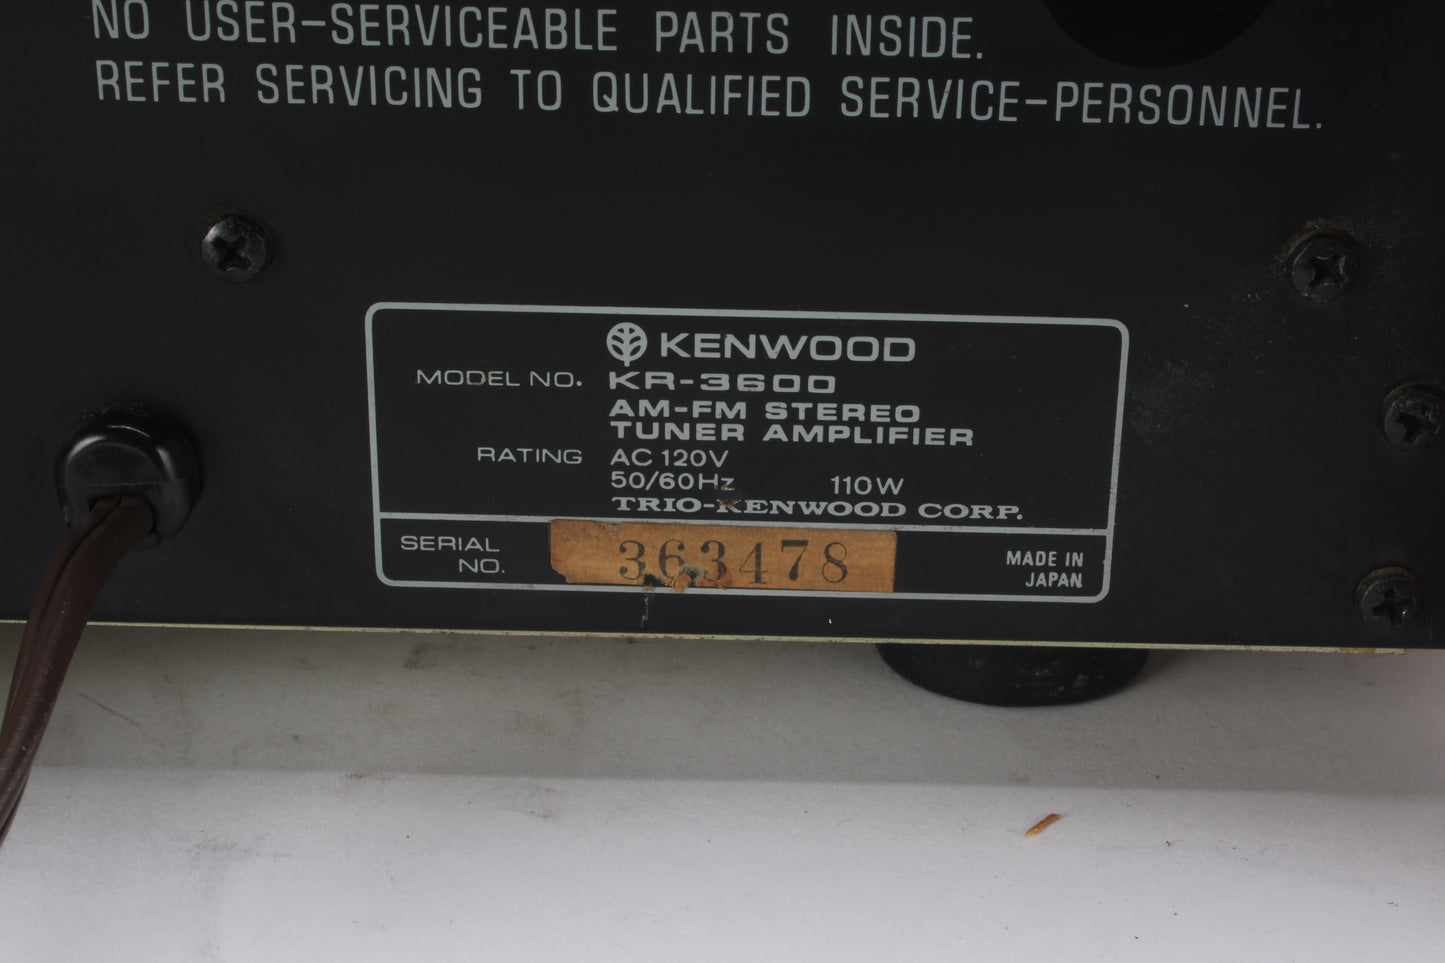 NO USER-SERVICEABLE PARTS INSIDE.
REFER SERVICING TO QUALIFIED SERVICE-PERSONNEL.
KENWOOD
MODEL NO. KR-3600
AM-FM STEREO
TUNER AMPLIFIER
RATING AC 120V
50/60Hz 110W
TRIO-KENWOOD CORP.
SERIAL NO. 363478
MADE IN JAPAN